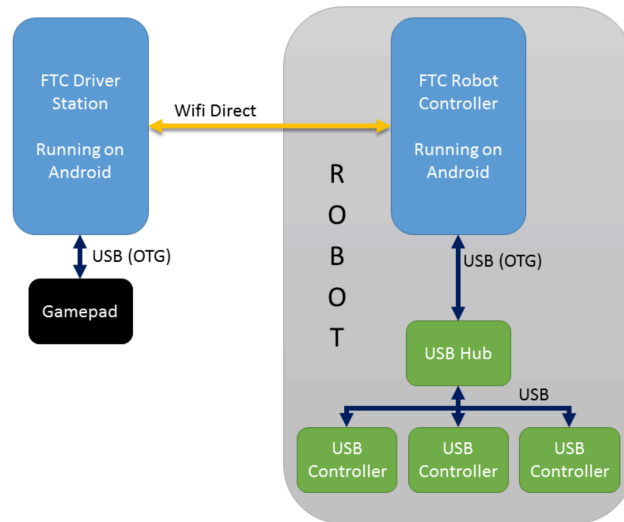 FTC Driver
Station
Running on
Android
Wifi Direct
FTC Robot
Controller
Running on
Android
ROBOT
USB (OTG)
Gamepad
USB (OTG)
USB Hub
USB
USB
Controller
USB
Controller
USB
Controller